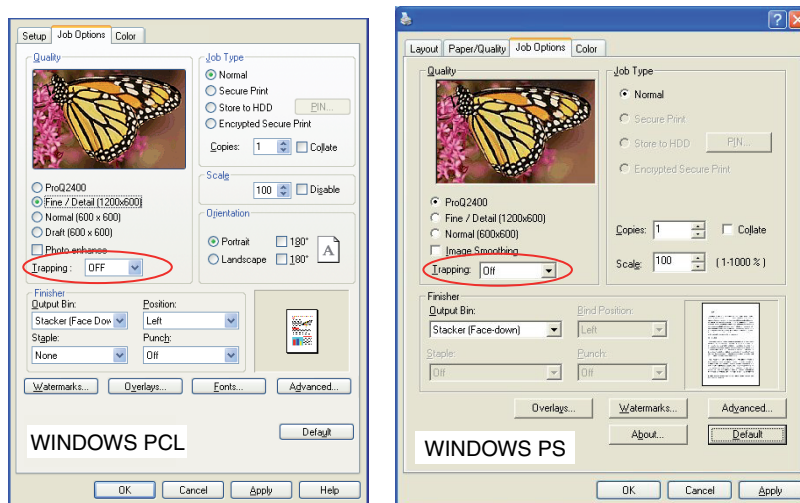 Setup Job Options Color
Quality
ProQ2400
Fine / Detail (1200x600)
Normal (600 x 600)
Draft (600 x 600)
Photo enhance
Trapping : OFF
Job Type
Normal
Secure Print
Store to HDD PIN...
Encrypted Secure Print
Copies: 1 Collate
Scale
100 Disable
Orientation
Portrait 180°
Landscape 180°
A
Finisher
Output Bin: Position:
Stacker (Face Dow Left
Staple: Punch:
None Off
Watermarks... Overlays... Fonts... Advanced...
Default
WINDOWS PCL
OK Cancel Apply Help
Layout Paper/Quality Job Options Color
Quality
ProQ2400
Fine / Detail (1200x600)
Normal (600x600)
Image Smoothing
Trapping: Off
Job Type
Normal
Secure Print
Store to HDD PIN...
Encrypted Secure Print
Copies: 1 Collate
Scale: 100 (1-1000 %)
Finisher
Output Bin: Bind Position:
Stacker (Face-down) Left
Staple: Punch:
Off Off
Overlays... Watermarks... Advanced...
About... Default
WINDOWS PS
OK Cancel Apply